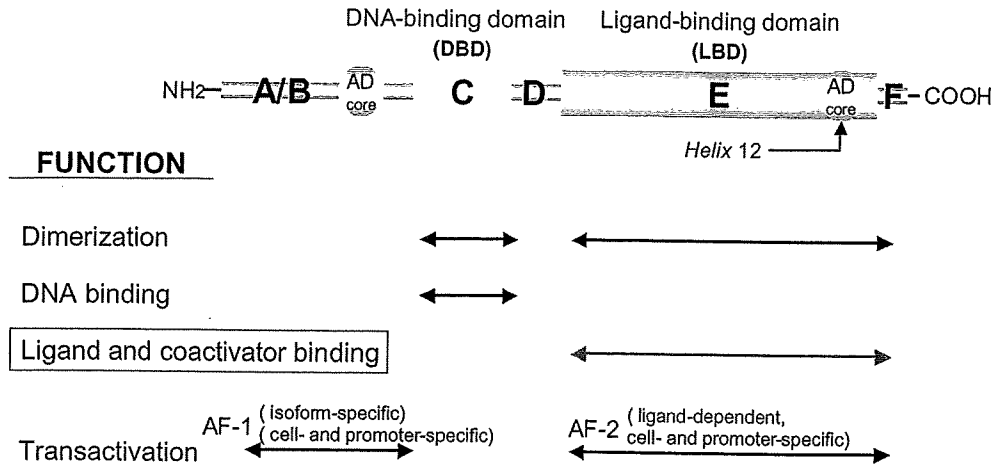 DNA-binding domain
(DBD)
Ligand-binding domain
(LBD)
NH2
A/B
AD
core
C
D
E
AD
core
F
COOH
Helix 12
FUNCTION
Dimerization
DNA binding
Ligand and coactivator binding
Transactivation
AF-1
( isoform-specific)
( cell- and promoter-specific)
AF-2
( ligand-dependent,
cell- and promoter-specific)